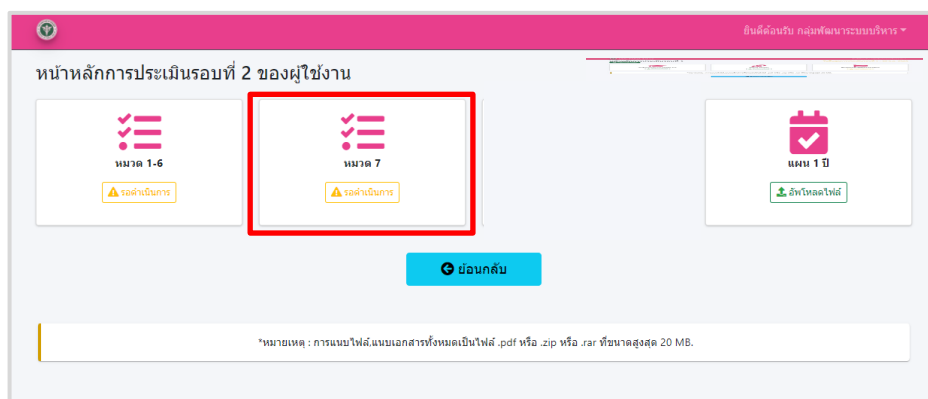 ยินดีต้อนรับ กลุ่มพัฒนาระบบบริหาร
หน้าหลักการประเมินรอบที่ 2 ของผู้ใช้งาน
หมวด 1-6
รอดำเนินการ
หมวด 7
รอดำเนินการ
แผน 1 ปี
อัพโหลดไฟล์
ย้อนกลับ
*หมายเหตุ : การแนบไฟล์,แนบเอกสารทั้งหมดเป็นไฟล์ .pdf หรือ .zip หรือ .rar ที่ขนาดสูงสุด 20 MB.